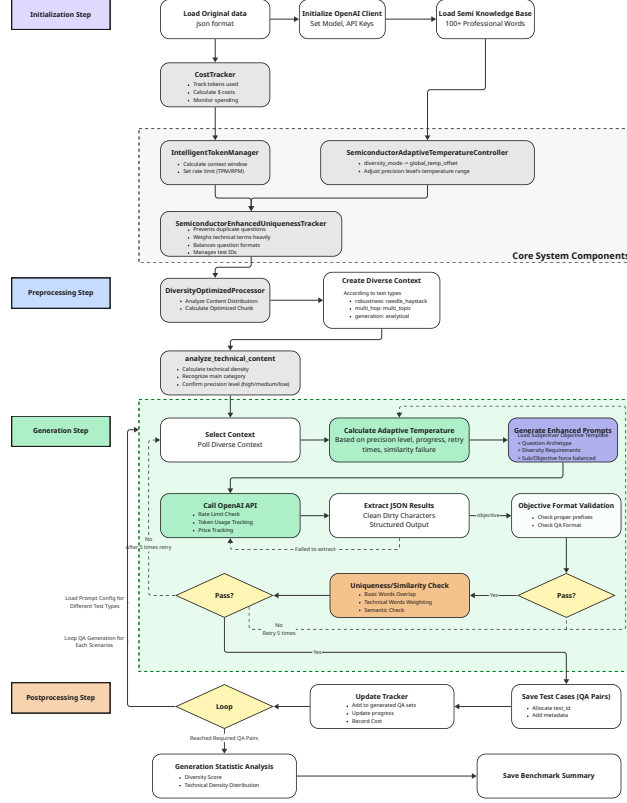 Initialization Step
Load Original data
json format
Initialize OpenAI Client
Set Model, API Keys
Load Semi Knowledge Base
100+ Professional Words
CostTracker
• Track tokens used
• Calculate $ costs
• Monitor spending
IntelligentTokenManager
• Calculate context window
• Set rate limit (TPM/RPM)
SemiconductorAdaptiveTemperatureController
• diversity_mode -> global_temp_offset
• Adjust precision level's temperature range
SemiconductorEnhancedUniquenessTracker
• Prevents duplicate questions
• Weighs technical terms heavily
• Balances question formats
• Manages test IDs
Core System Components
Preprocessing Step
DiversityOptimizedProcessor
• Analyze Content Distribution
• Calculate Optimized Chunk
Create Diverse Context
According to test types
• robustness: needle_haystack
• multi_hop: multi_topic
• generation: analytical
analyze_technical_content
• Calculate technical density
• Recognize main category
• Confirm precision level (high/medium/low)
Generation Step
Select Context
Poll Diverse Context
Calculate Adaptive Temperature
Based on precision level, progress, retry
times, similarity failure
Generate Enhanced Prompts
Load Subjective/ Objective Template
+ Question Archetype
+ Diversity Requirements
+ Sub/Objective force balanced
Call OpenAI API
• Rate Limit Check
• Token Usage Tracking
• Price Tracking
Extract JSON Results
Clean Dirty Characters
Structured Output
objective
Objective Format Validation
• Check proper prefixes
• Check QA Format
No
After 5 times retry
Failed to extract
Pass?
Uniqueness/Similarity Check
• Basic Words Overlap
• Technical Words Weighting
• Semantic Check
Yes
Pass?
Load Prompt Config for
Different Test Types
No
Retry 5 times
Loop QA Generation for
Each Scenarios
Yes
Postprocessing Step
Loop
Update Tracker
• Add to generated QA sets
• Update progress
• Record Cost
Save Test Cases (QA Pairs)
• Allocate test_id
• Add metadata
Reached Required QA Pairs
Generation Statistic Analysis
• Diversity Score
• Technical Density Distribution
Save Benchmark Summary